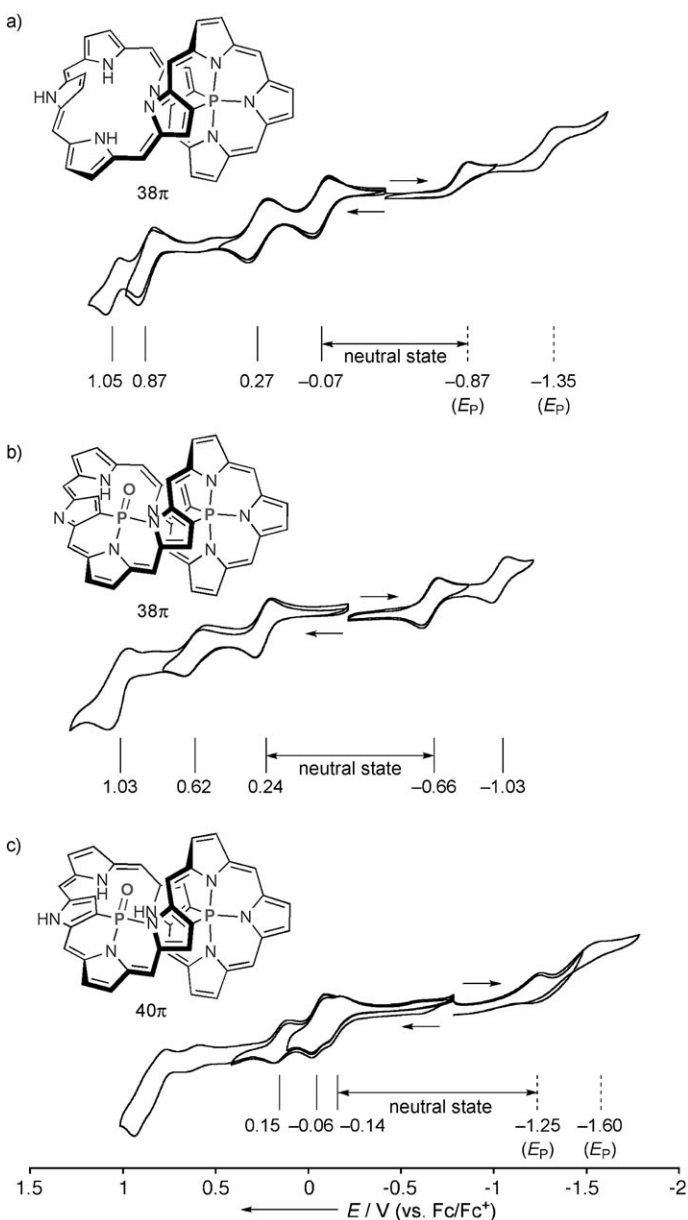 a)
NH
N
N
HN
N
P
N
NH
N
N
38π
neutral state
1.05 0.87 0.27 –0.07 –0.87 –1.35
(EP) (EP)
b)
N
H
O
N
N
P
N
N
P
N
N
38π
neutral state
1.03 0.62 0.24 –0.66 –1.03
c)
N
H
O
N
HN
P
HN
N
P
N
N
N
40π
neutral state
0.15 –0.06 –0.14 –1.25 –1.60
(EP) (EP)
1.5 1 0.5 0 -0.5 -1 -1.5 -2
E / V (vs. Fc/Fc+)